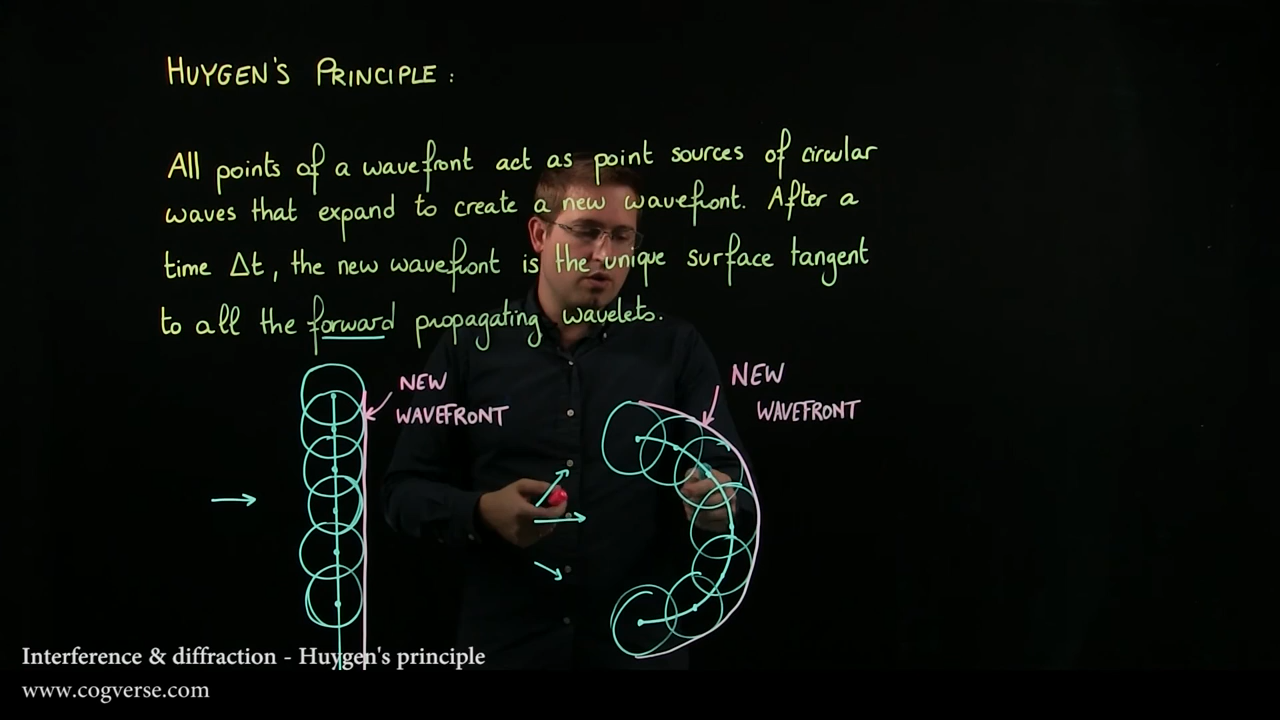 HUYGEN'S PRINCIPLE :
All points of a wavefront act as point sources of circular
waves that expand to create a new wavefront. After a
time Δt, the new wavefront is the unique surface tangent
to all the forward propagating wavelets.
NEW
WAVEFRONT
NEW
WAVEFRONT
Interference & diffraction - Huygen's principle
www.cogverse.com